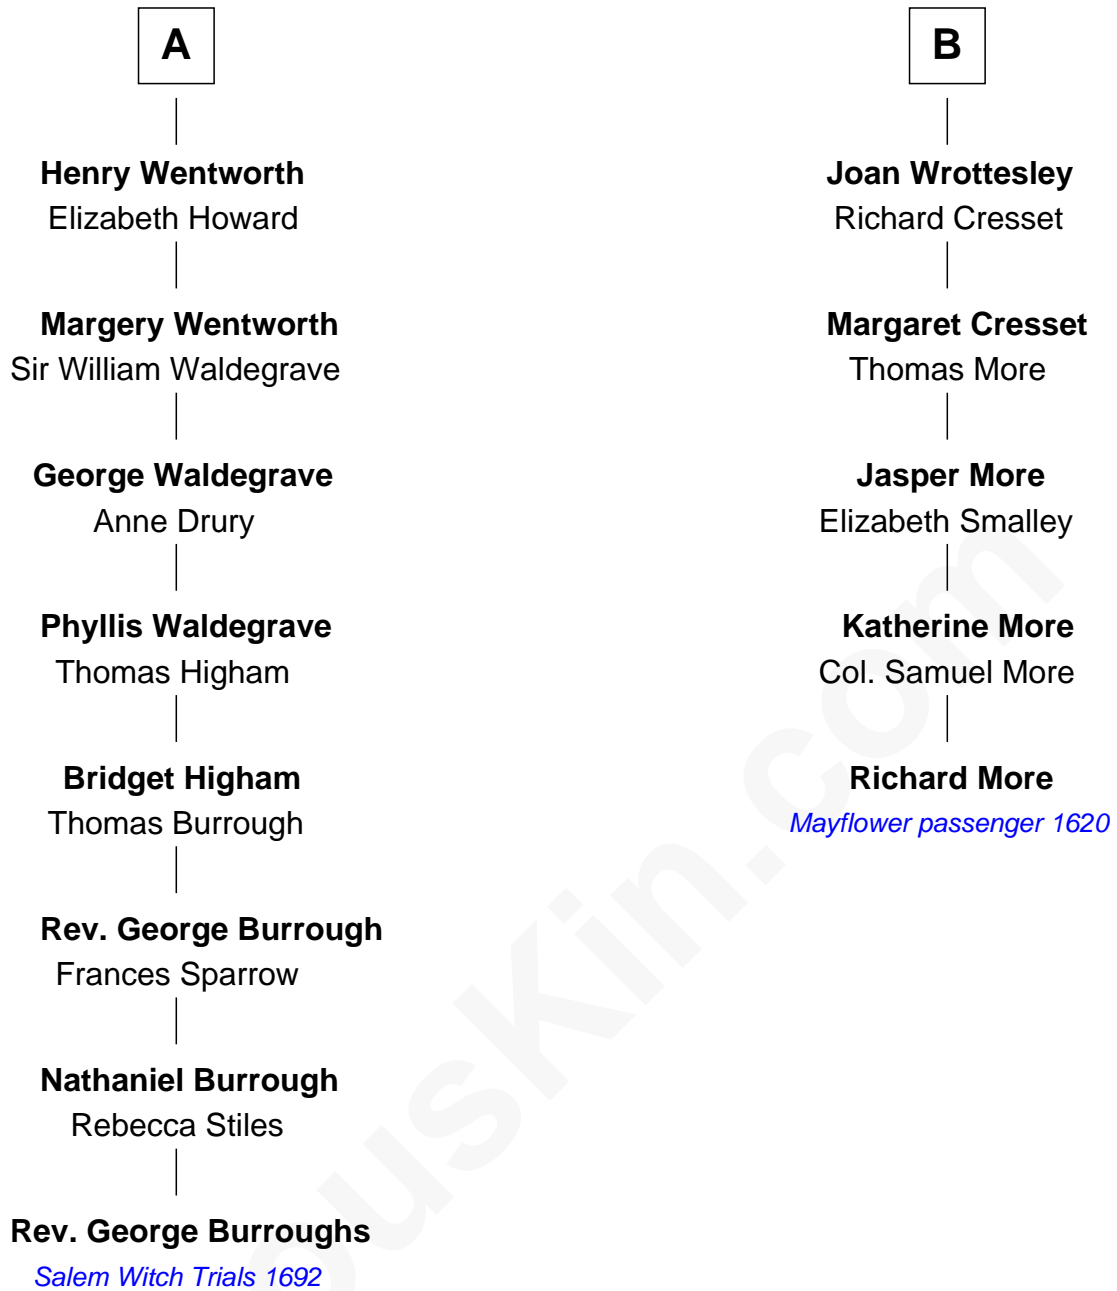 A
Henry Wentworth
Elizabeth Howard
Margery Wentworth
Sir William Waldegrave
George Waldegrave
Anne Drury
Phyllis Waldegrave
Thomas Higham
Bridget Higham
Thomas Burrough
Rev. George Burrough
Frances Sparrow
Nathaniel Burrough
Rebecca Stiles
Rev. George Burroughs
Salem Witch Trials 1692
B
Joan Wrottesley
Richard Cresset
Margaret Cresset
Thomas More
Jasper More
Elizabeth Smalley
Katherine More
Col. Samuel More
Richard More
Mayflower passenger 1620
ousKin.com